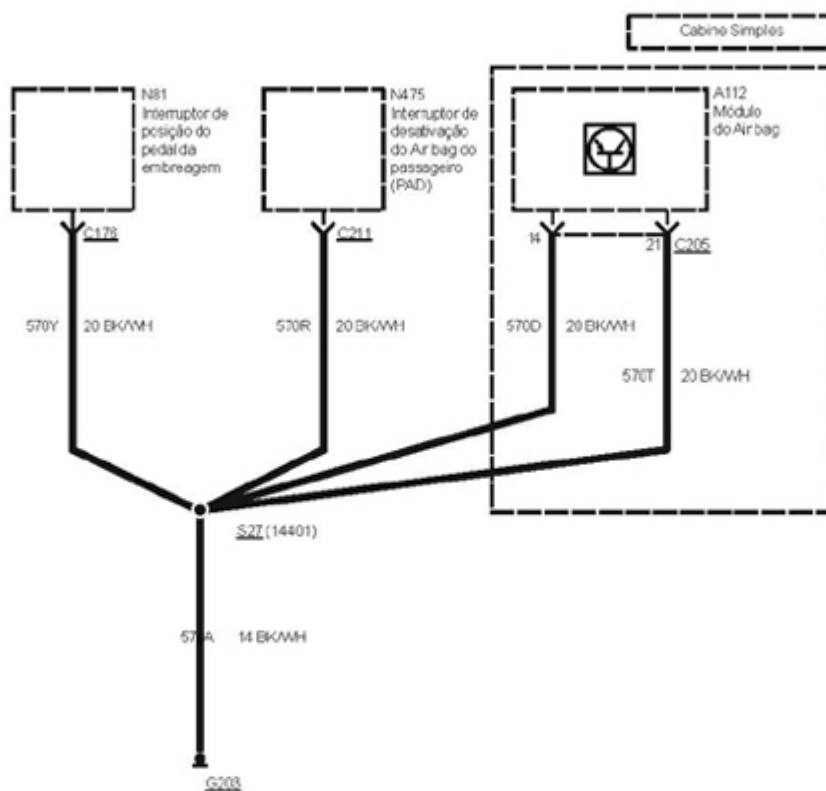 Cabine Simples
N81
Interruptor de
posição do
pedal da
embreagem
N475
Interruptor de
desativação
do Air bag do
passageiro
(PAD)
A112
Módulo
do Air bag
C176
C211
14
21
C205
570Y
20 BK/WH
570R
20 BK/WH
570D
20 BK/WH
570T
20 BK/WH
S27 (14401)
570A
14 BK/WH
G203